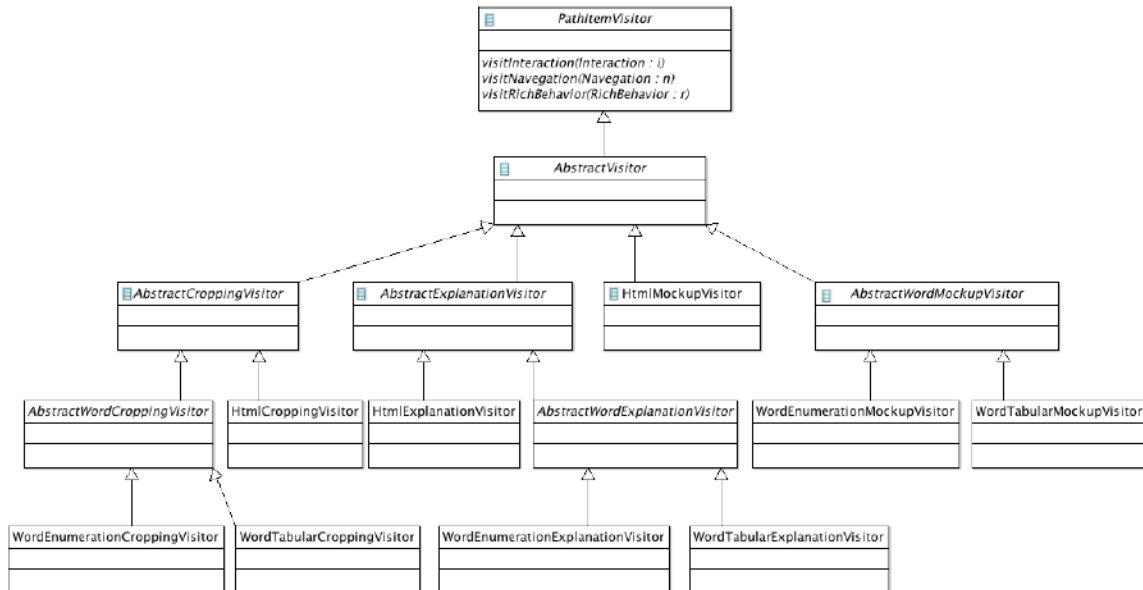 PathItemVisitor
visitInteraction(Interaction : i)
visitNavegation(Navegation : n)
visitRichBehavior(RichBehavior : r)
AbstractVisitor
AbstractCroppingVisitor
AbstractExplanationVisitor
HtmlMockupVisitor
AbstractWordMockupVisitor
AbstractWordCroppingVisitor
HtmlCroppingVisitor
HtmlExplanationVisitor
AbstractWordExplanationVisitor
WordEnumerationMockupVisitor
WordTabularMockupVisitor
WordEnumerationCroppingVisitor
WordTabularCroppingVisitor
WordEnumerationExplanationVisitor
WordTabularExplanationVisitor